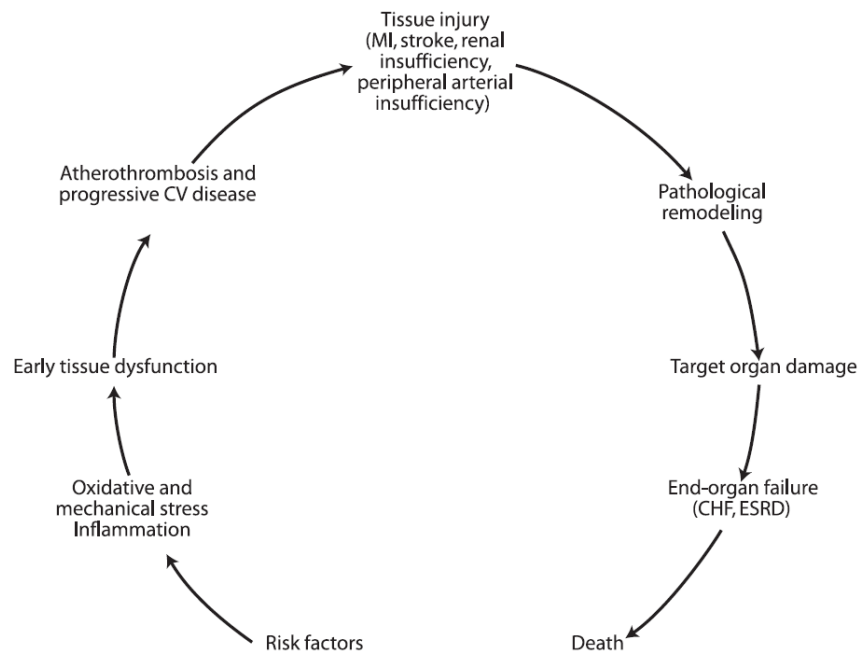 Tissue injury
(MI, stroke, renal
insufficiency,
peripheral arterial
insufficiency)
Atherothrombosis and
progressive CV disease
Pathological
remodeling
Early tissue dysfunction
Target organ damage
Oxidative and
mechanical stress
Inflammation
End-organ failure
(CHF, ESRD)
Risk factors
Death